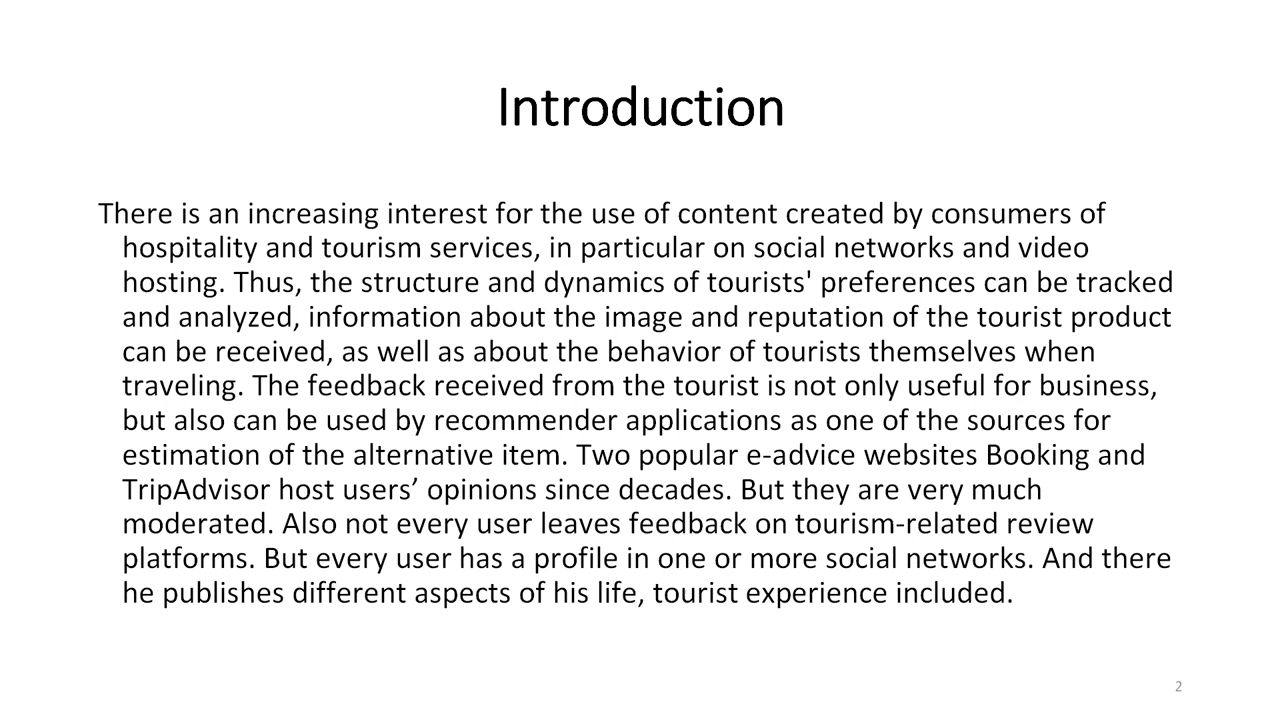 Introduction
There is an increasing interest for the use of content created by consumers of
hospitality and tourism services, in particular on social networks and video
hosting. Thus, the structure and dynamics of tourists' preferences can be tracked
and analyzed, information about the image and reputation of the tourist product
can be received, as well as about the behavior of tourists themselves when
traveling. The feedback received from the tourist is not only useful for business,
but also can be used by recommender applications as one of the sources for
estimation of the alternative item. Two popular e-advice websites Booking and
TripAdvisor host users’ opinions since decades. But they are very much
moderated. Also not every user leaves feedback on tourism-related review
platforms. But every user has a profile in one or more social networks. And there
he publishes different aspects of his life, tourist experience included.
2